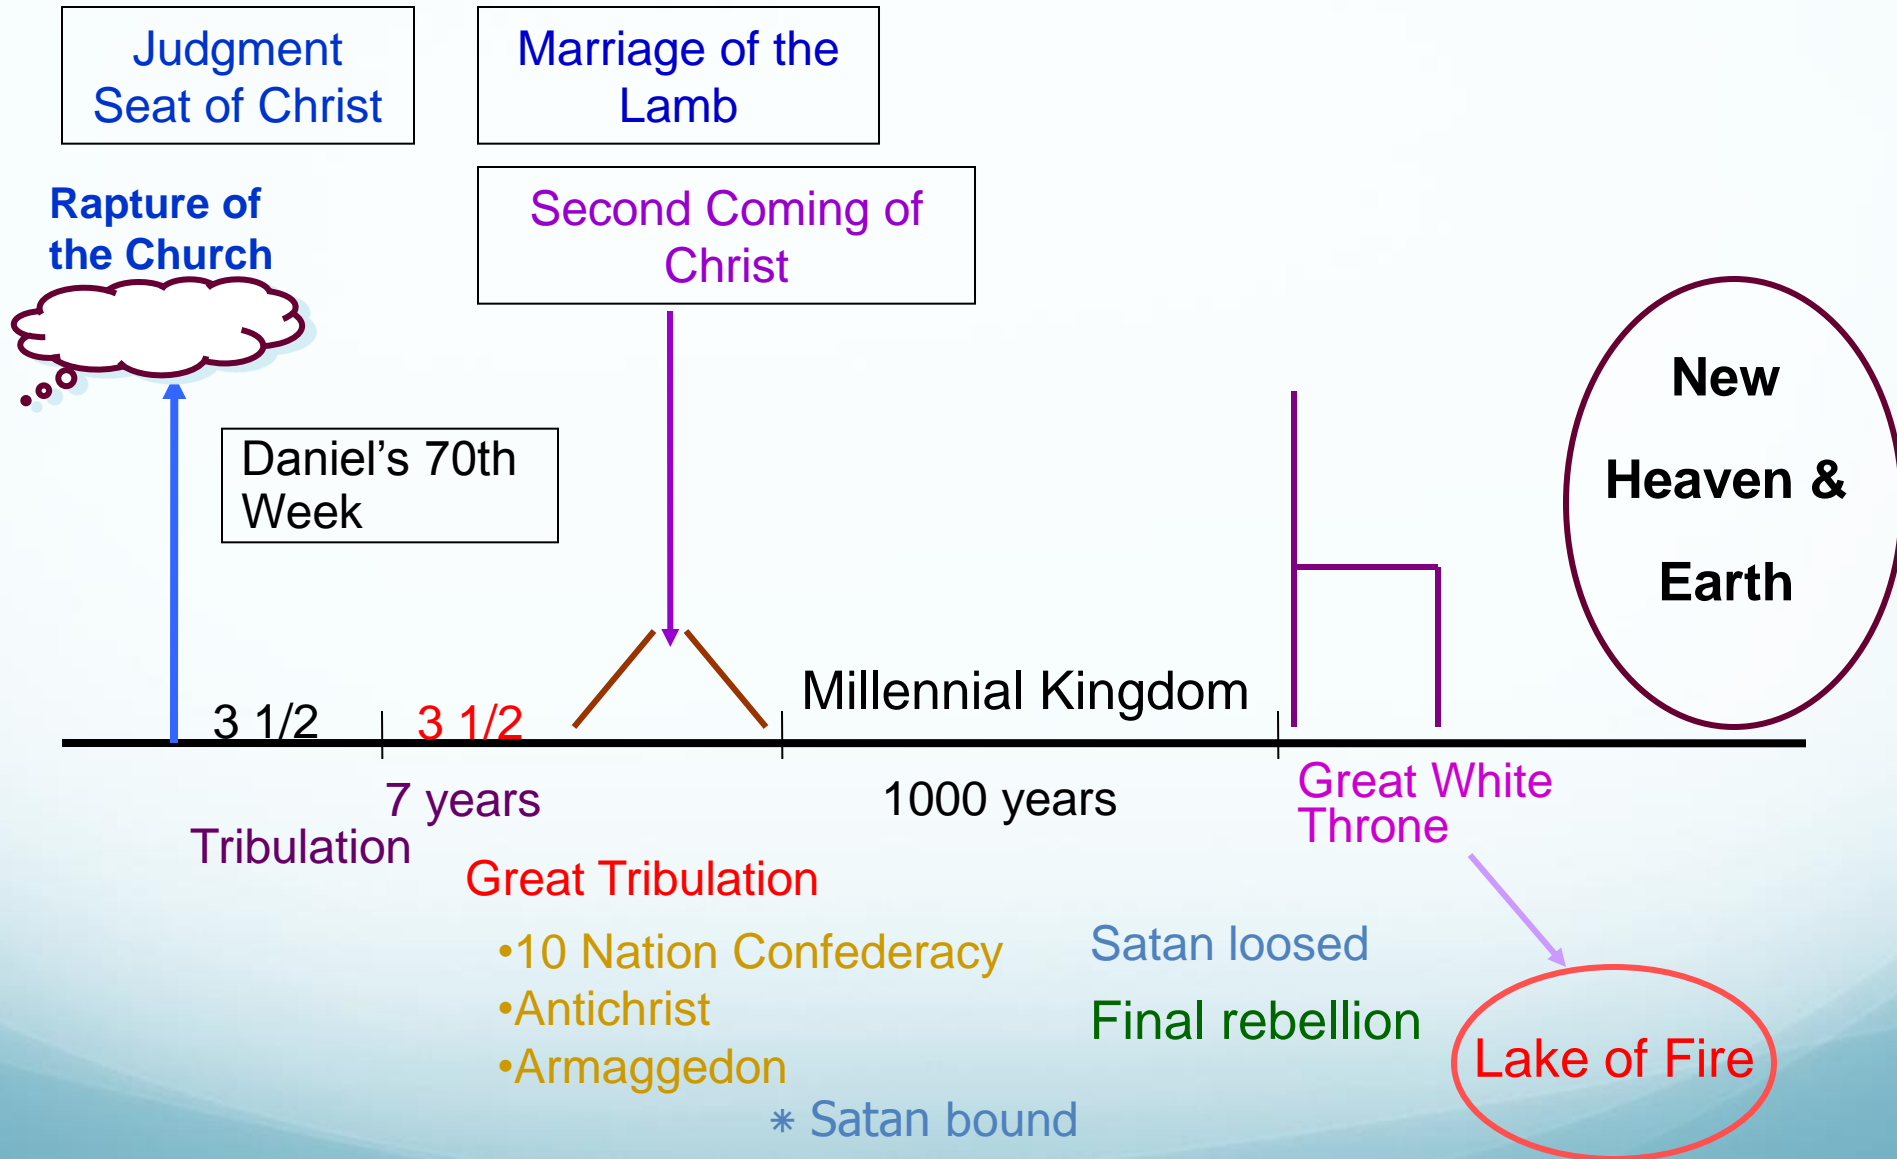 Judgment
Seat of Christ
Marriage of the
Lamb
Rapture of
the Church
Second Coming of
Christ
Daniel’s 70th
Week
New
Heaven &
Earth
3 1/2
3 1/2
Millennial Kingdom
7 years
1000 years
Great White
Throne
Tribulation
Great Tribulation
•10 Nation Confederacy
•Antichrist
•Armaggedon
Satan loosed
Final rebellion
Lake of Fire
* Satan bound